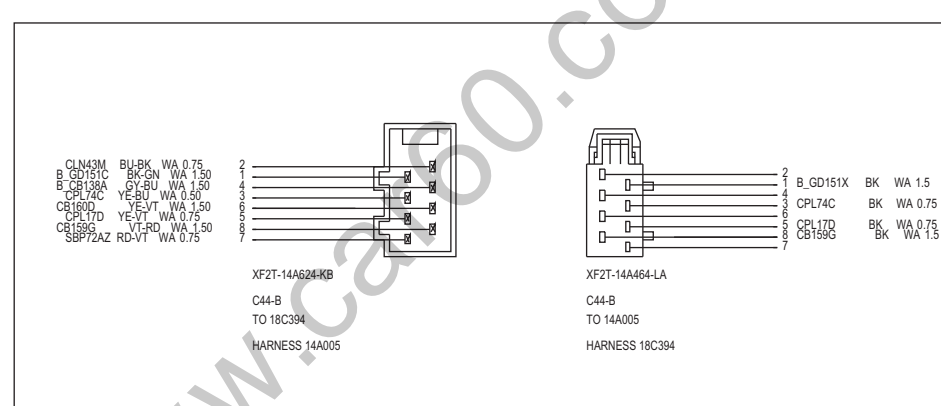 CLN43M BU-BK WA 0.75 2
B_GD151C BK-GN WA 1.50 1
B_CB138A GY-BU WA 1.50 4
CPL74C YE-BU WA 0.50 3
CB160D YE-VT WA 1.50 6
CPL17D YE-VT WA 0.75 5
CB159G VT-RD WA 1.50 8
SBP72AZ RD-VT WA 0.75 7
XF2T-14A624-KB
C44-B
TO 18C394
HARNESS 14A005
2
1 B_GD151X BK WA 1.5
4
3 CPL74C BK WA 0.75
6
5 CPL17D BK WA 0.75
8 CB159G BK WA 1.5
7
XF2T-14A464-LA
C44-B
TO 14A005
HARNESS 18C394
www.car60.co